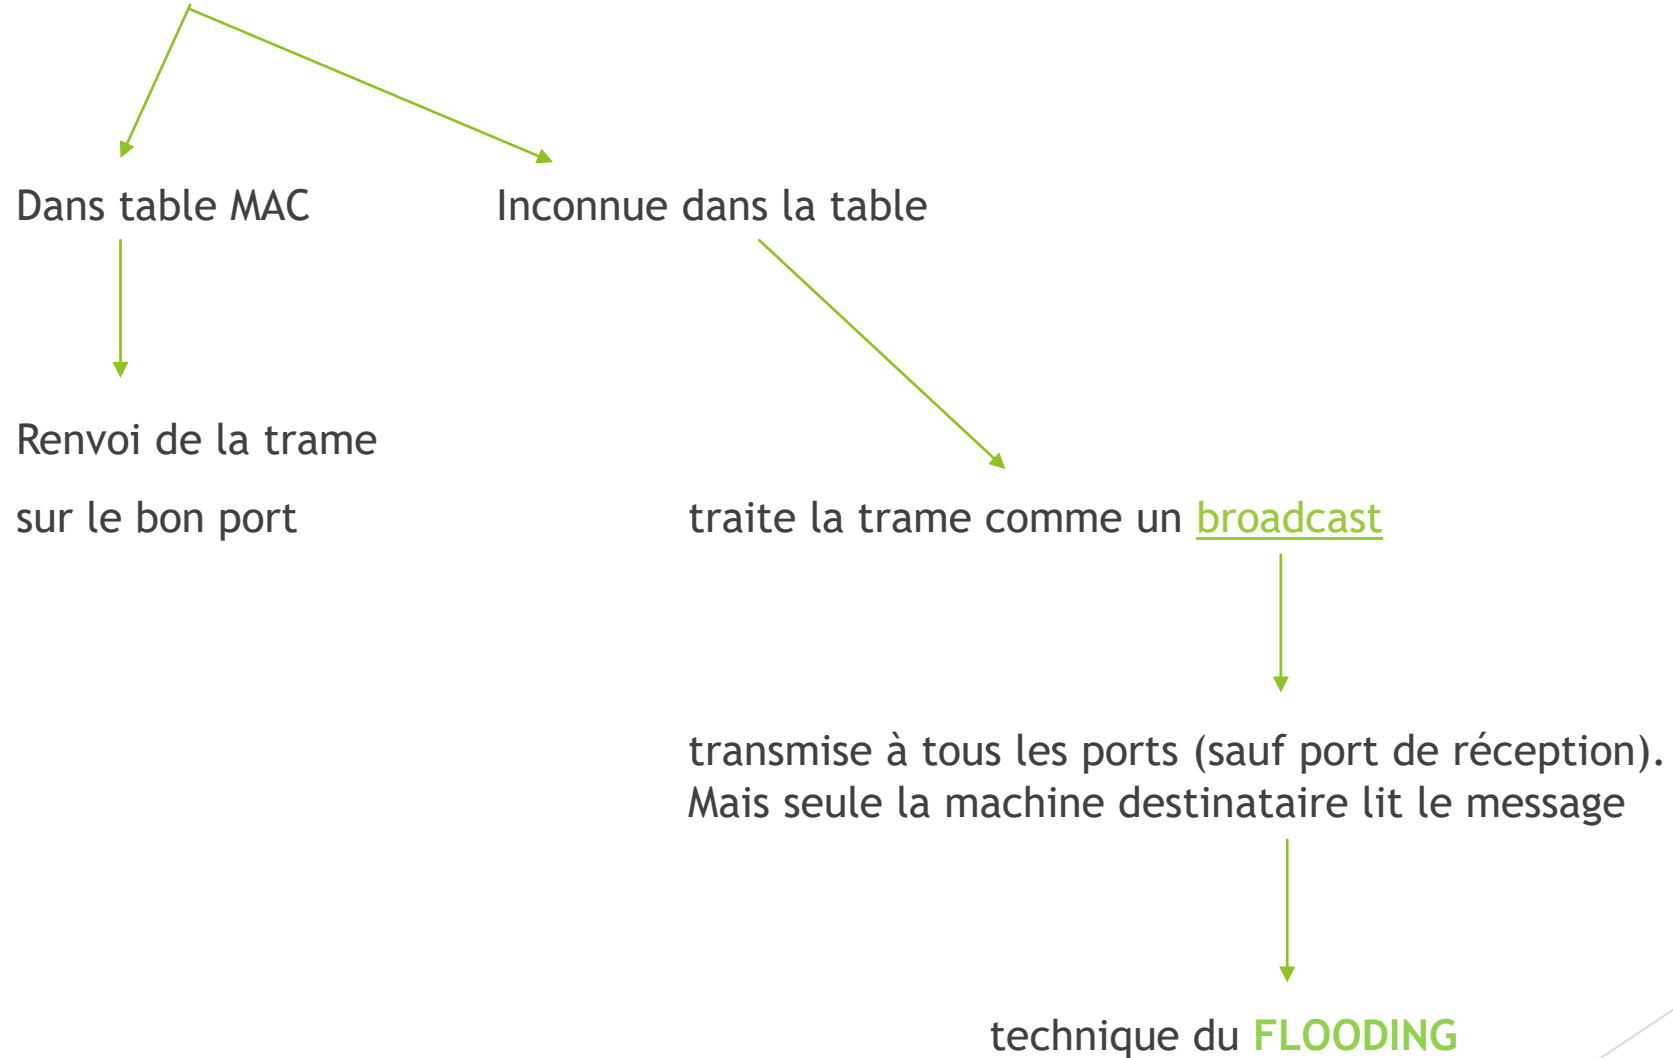 Dans table MAC
Inconnue dans la table
Renvoi de la trame
sur le bon port
traite la trame comme un broadcast
transmise à tous les ports (sauf port de réception).
Mais seule la machine destinataire lit le message
technique du FLOODING